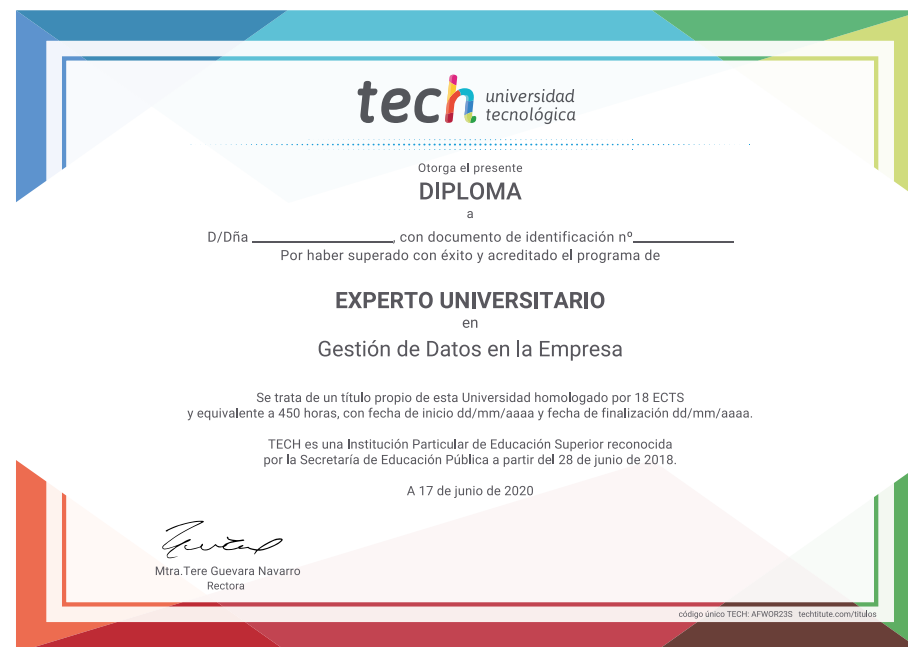 tech universidad
tecnológica
Otorga el presente
DIPLOMA
a
D/Dña ____________________, con documento de identificación nº______________
Por haber superado con éxito y acreditado el programa de
EXPERTO UNIVERSITARIO
en
Gestión de Datos en la Empresa
Se trata de un título propio de esta Universidad homologado por 18 ECTS
y equivalente a 450 horas, con fecha de inicio dd/mm/aaaa y fecha de finalización dd/mm/aaaa.
TECH es una Institución Particular de Educación Superior reconocida
por la Secretaría de Educación Pública a partir del 28 de junio de 2018.
A 17 de junio de 2020
Mtra.Tere Guevara Navarro
Rectora
código único TECH: AFWOR23S techtitute.com/titulos